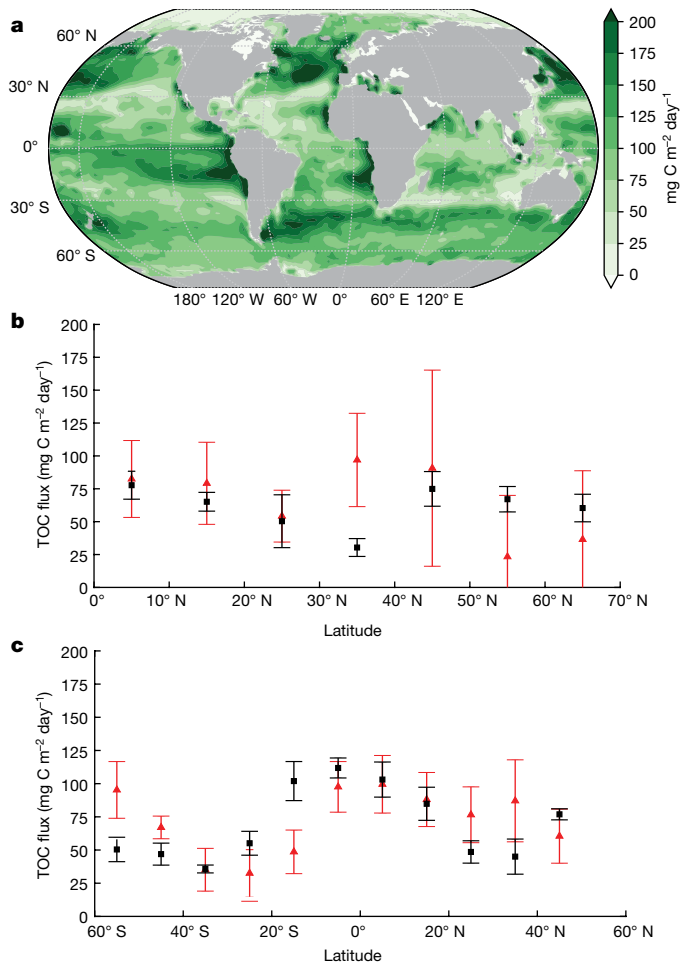 a
60° N
30° N
0°
30° S
60° S
180° 120° W 60° W 0° 60° E 120° E
200
175
150
125
100
75
50
25
0
mg C m⁻² day⁻¹
b
200
175
150
125
100
75
50
25
0
TOC flux (mg C m⁻² day⁻¹)
0° 10° N 20° N 30° N 40° N 50° N 60° N 70° N
Latitude
c
200
175
150
125
100
75
50
25
0
TOC flux (mg C m⁻² day⁻¹)
60° S 40° S 20° S 0° 20° N 40° N 60° N
Latitude